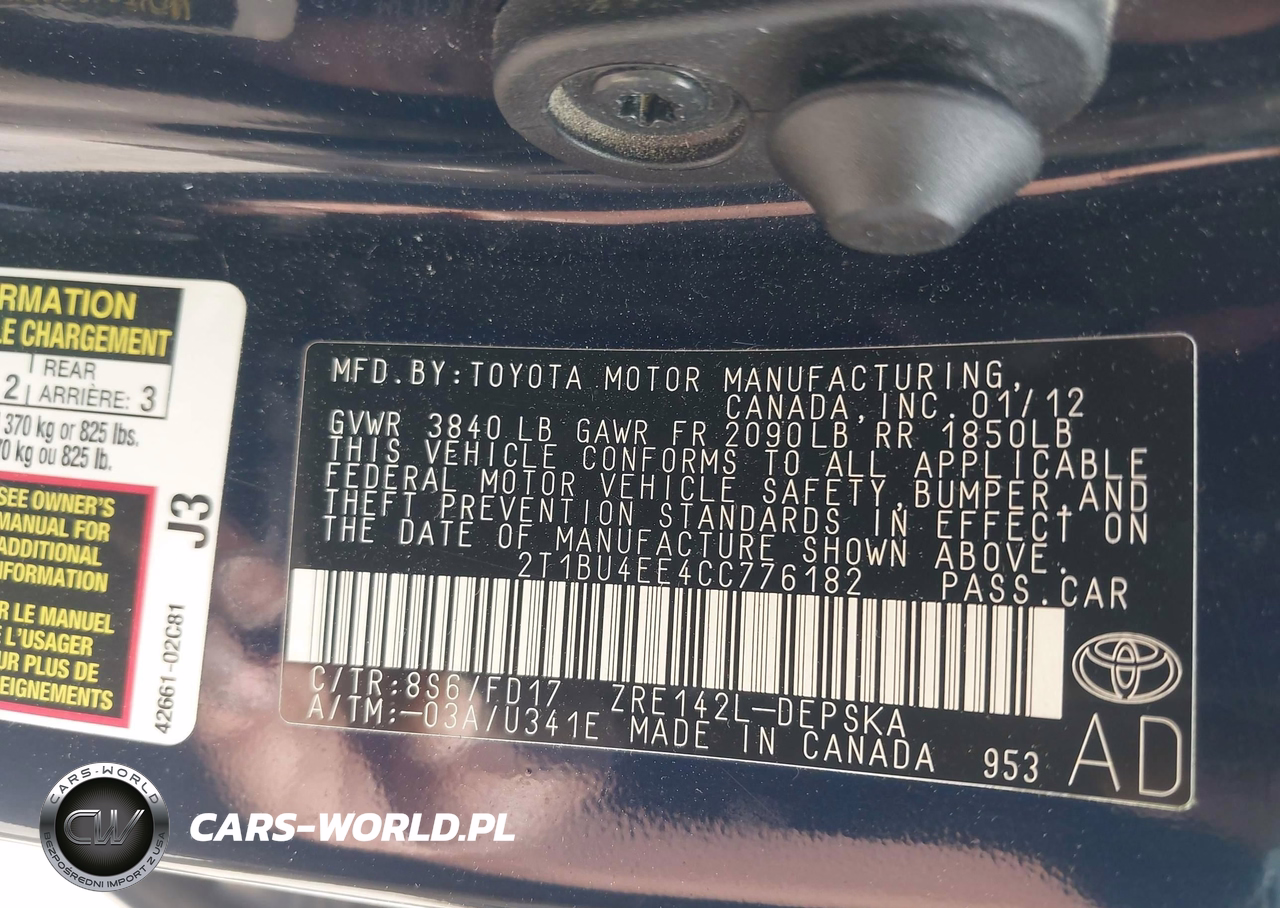 RMATION
LE CHARGEMENT
REAR
2 ARRIÈRE: 3
370 kg or 825 lbs.
70 kg ou 825 lb.
SEE OWNER'S
MANUAL FOR
ADDITIONAL
NFORMATION
R LE MANUEL
E L'USAGER
UR PLUS DE
EIGNEMENTS
J3
42661-02C81
MFD.BY:TOYOTA MOTOR MANUFACTURING,
CANADA,INC.01/12
GVWR 3840LB GAWR FR 2090LB RR 1850LB
THIS VEHICLE CONFORMS TO ALL APPLICABLE
FEDERAL MOTOR VEHICLE SAFETY,BUMPER,AND
THEFT PREVENTION STANDARDS IN EFFECT ON
THE DATE OF MANUFACTURE SHOWN ABOVE.
2T1BU4EE4CC776182 PASS.CAR
C/TR:8S6/FD17 ZRE142L-DEPSKA
A/TM:-03A/U341E MADE IN CANADA 953
AD
CARS-WORLD
CW
BEZPOŚREDNI IMPORT Z USA
CARS-WORLD.PL